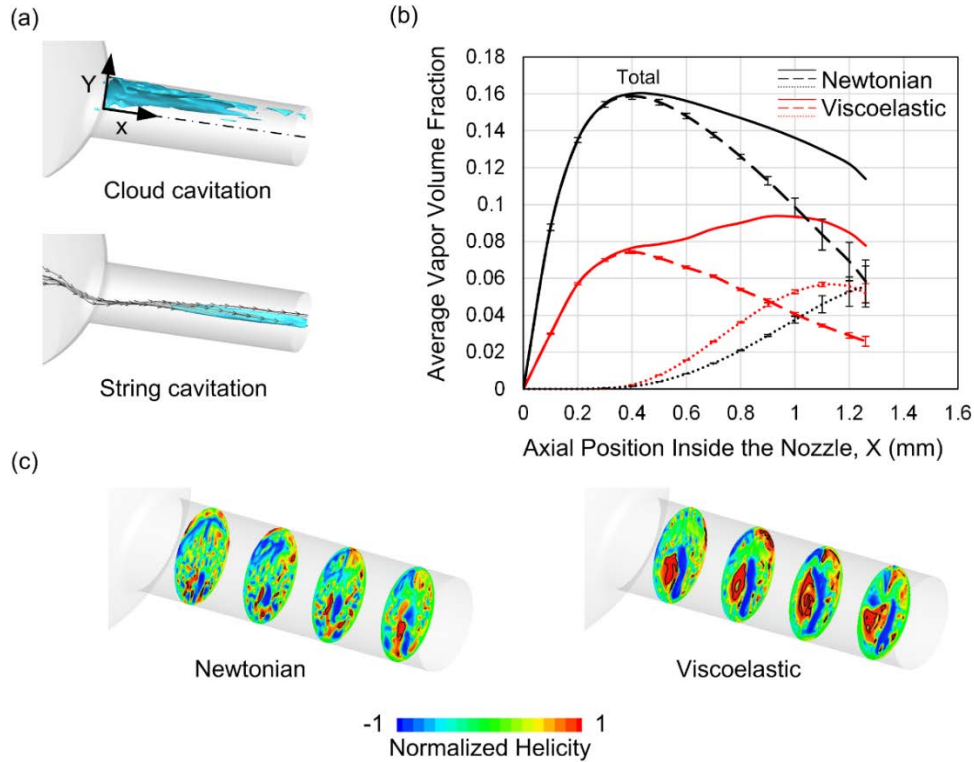 (a)
Y
x
Cloud cavitation
String cavitation
(b)
Average Vapor Volume Fraction
0.18
0.16
0.14
0.12
0.1
0.08
0.06
0.04
0.02
0
Total
Newtonian
Viscoelastic
0 0.2 0.4 0.6 0.8 1 1.2 1.4 1.6
Axial Position Inside the Nozzle, X (mm)
(c)
Newtonian
Viscoelastic
-1 1
Normalized Helicity